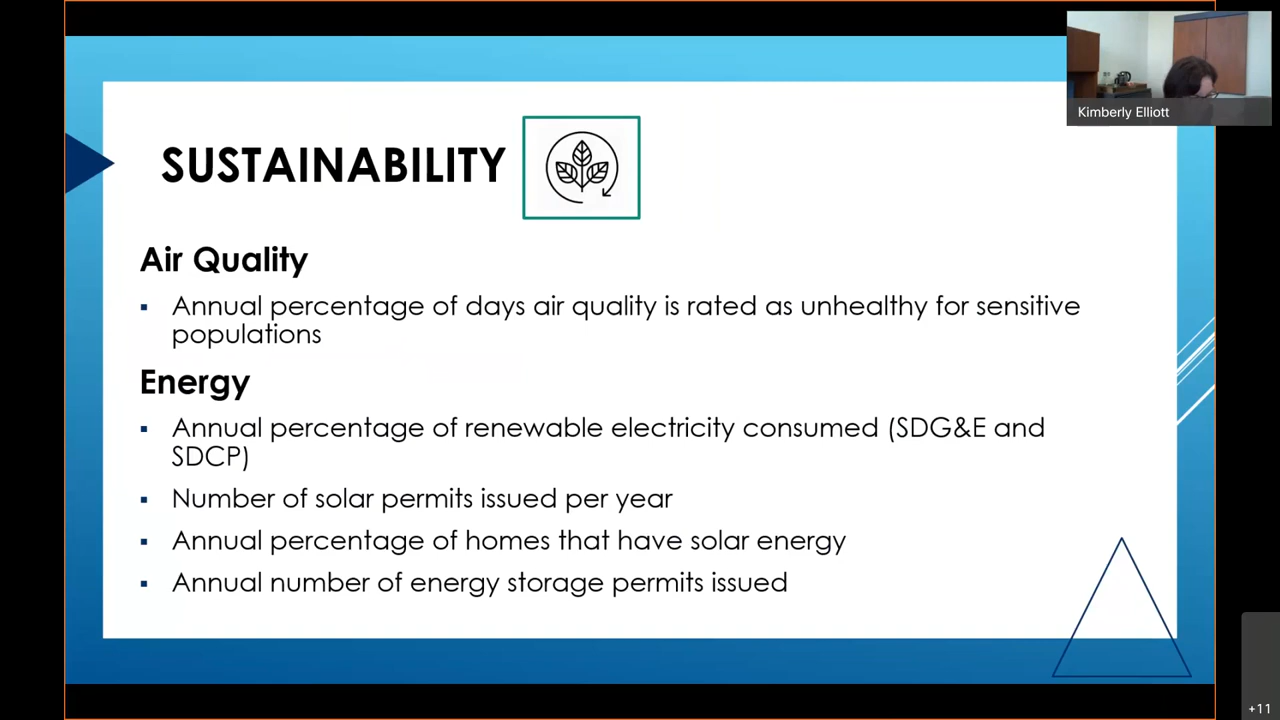 Kimberly Elliott
SUSTAINABILITY
Air Quality
▪ Annual percentage of days air quality is rated as unhealthy for sensitive
populations
Energy
▪ Annual percentage of renewable electricity consumed (SDG&E and
SDCP)
▪ Number of solar permits issued per year
▪ Annual percentage of homes that have solar energy
▪ Annual number of energy storage permits issued
+11